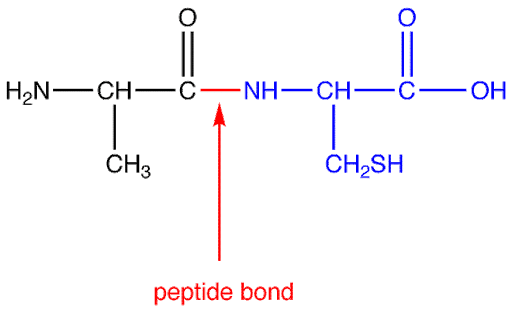 O O
H₂N CH C NH CH C OH
CH₃ CH₂SH
peptide bond